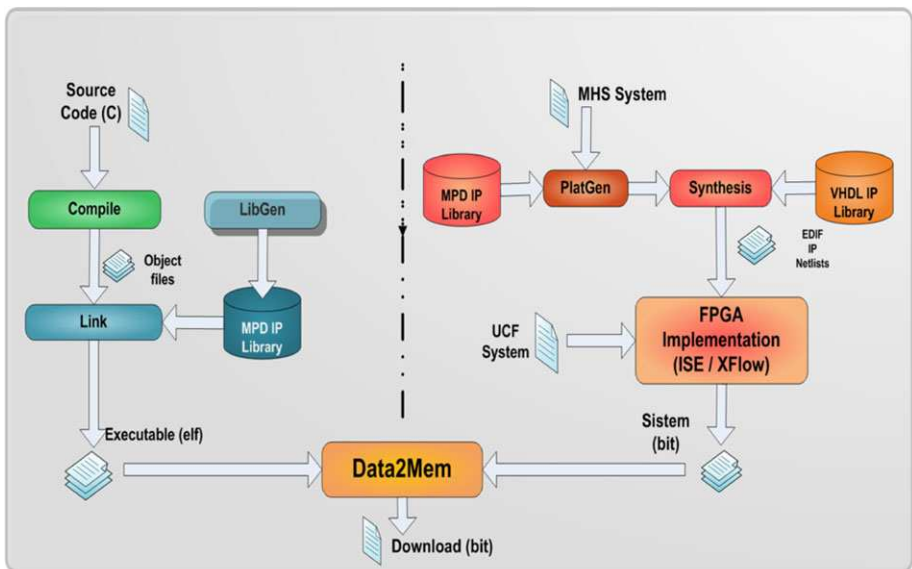 Source
Code (C)
Compile
LibGen
Object
files
Link
MPD IP
Library
Executable (elf)
MHS System
MPD IP
Library
PlatGen
Synthesis
VHDL IP
Library
EDIF
IP
Netlists
UCF
System
FPGA
Implementation
(ISE / XFlow)
Sistem
(bit)
Data2Mem
Download (bit)